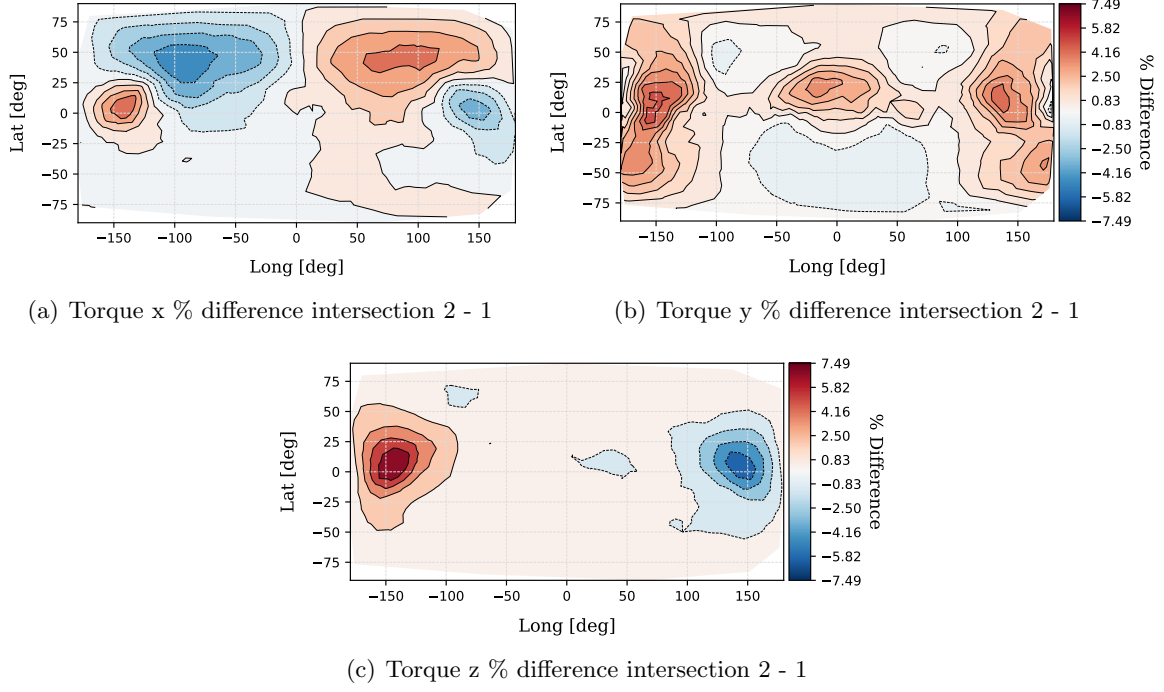 75
50
25
0
−25
−50
−75
Lat [deg]
−150 −100 −50 0 50 100 150
Long [deg]
(a) Torque x % difference intersection 2 - 1
75
50
25
0
−25
−50
−75
Lat [deg]
−150 −100 −50 0 50 100 150
Long [deg]
7.49
5.82
4.16
2.50
0.83
−0.83
−2.50
−4.16
−5.82
−7.49
% Difference
(b) Torque y % difference intersection 2 - 1
75
50
25
0
−25
−50
−75
Lat [deg]
−150 −100 −50 0 50 100 150
Long [deg]
7.49
5.82
4.16
2.50
0.83
−0.83
−2.50
−4.16
−5.82
−7.49
% Difference
(c) Torque z % difference intersection 2 - 1